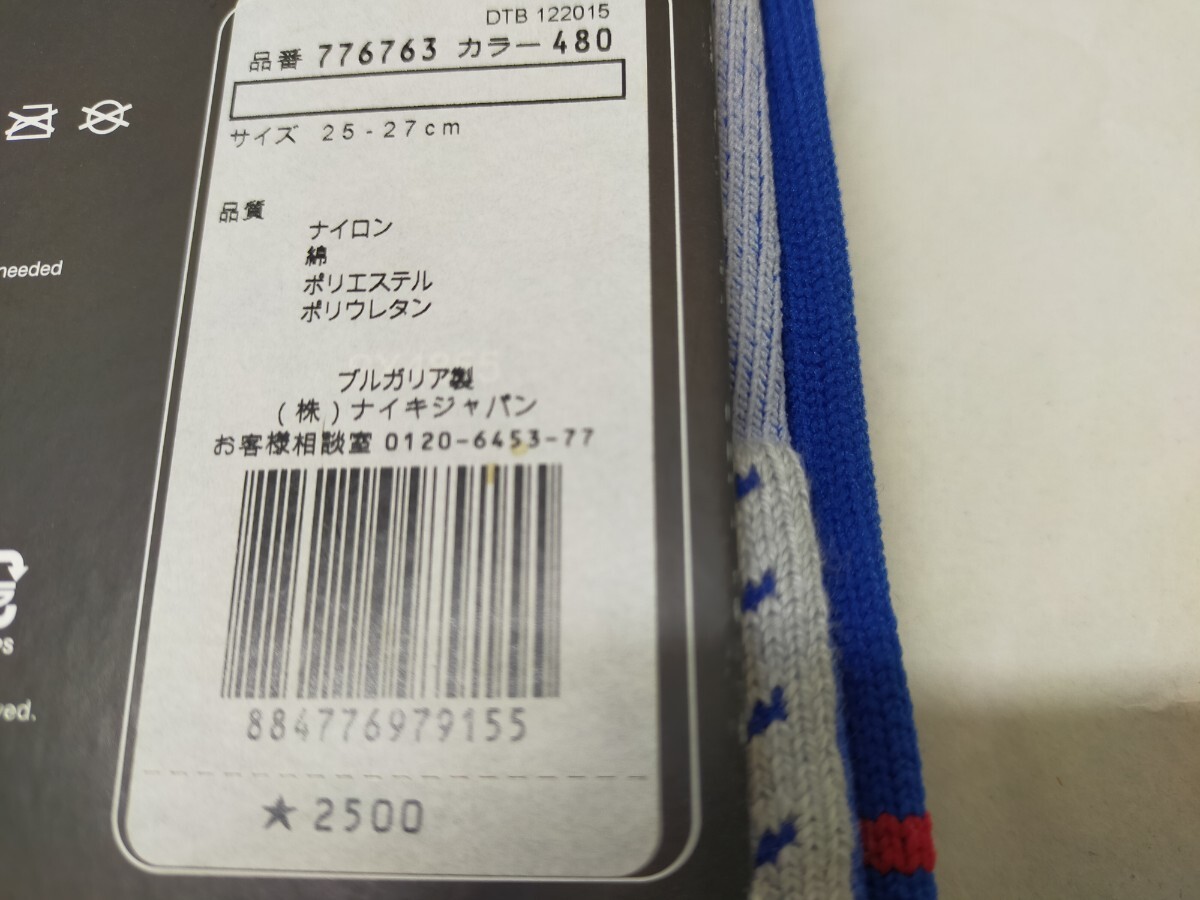 DTB 122015
品番 776763 カラー 480
サイズ 25-27cm
品質
ナイロン
綿
ポリエステル
ポリウレタン
ブルガリア製
(株)ナイキジャパン
お客様相談室 0120-6453-77
884776979155
★2500
needed